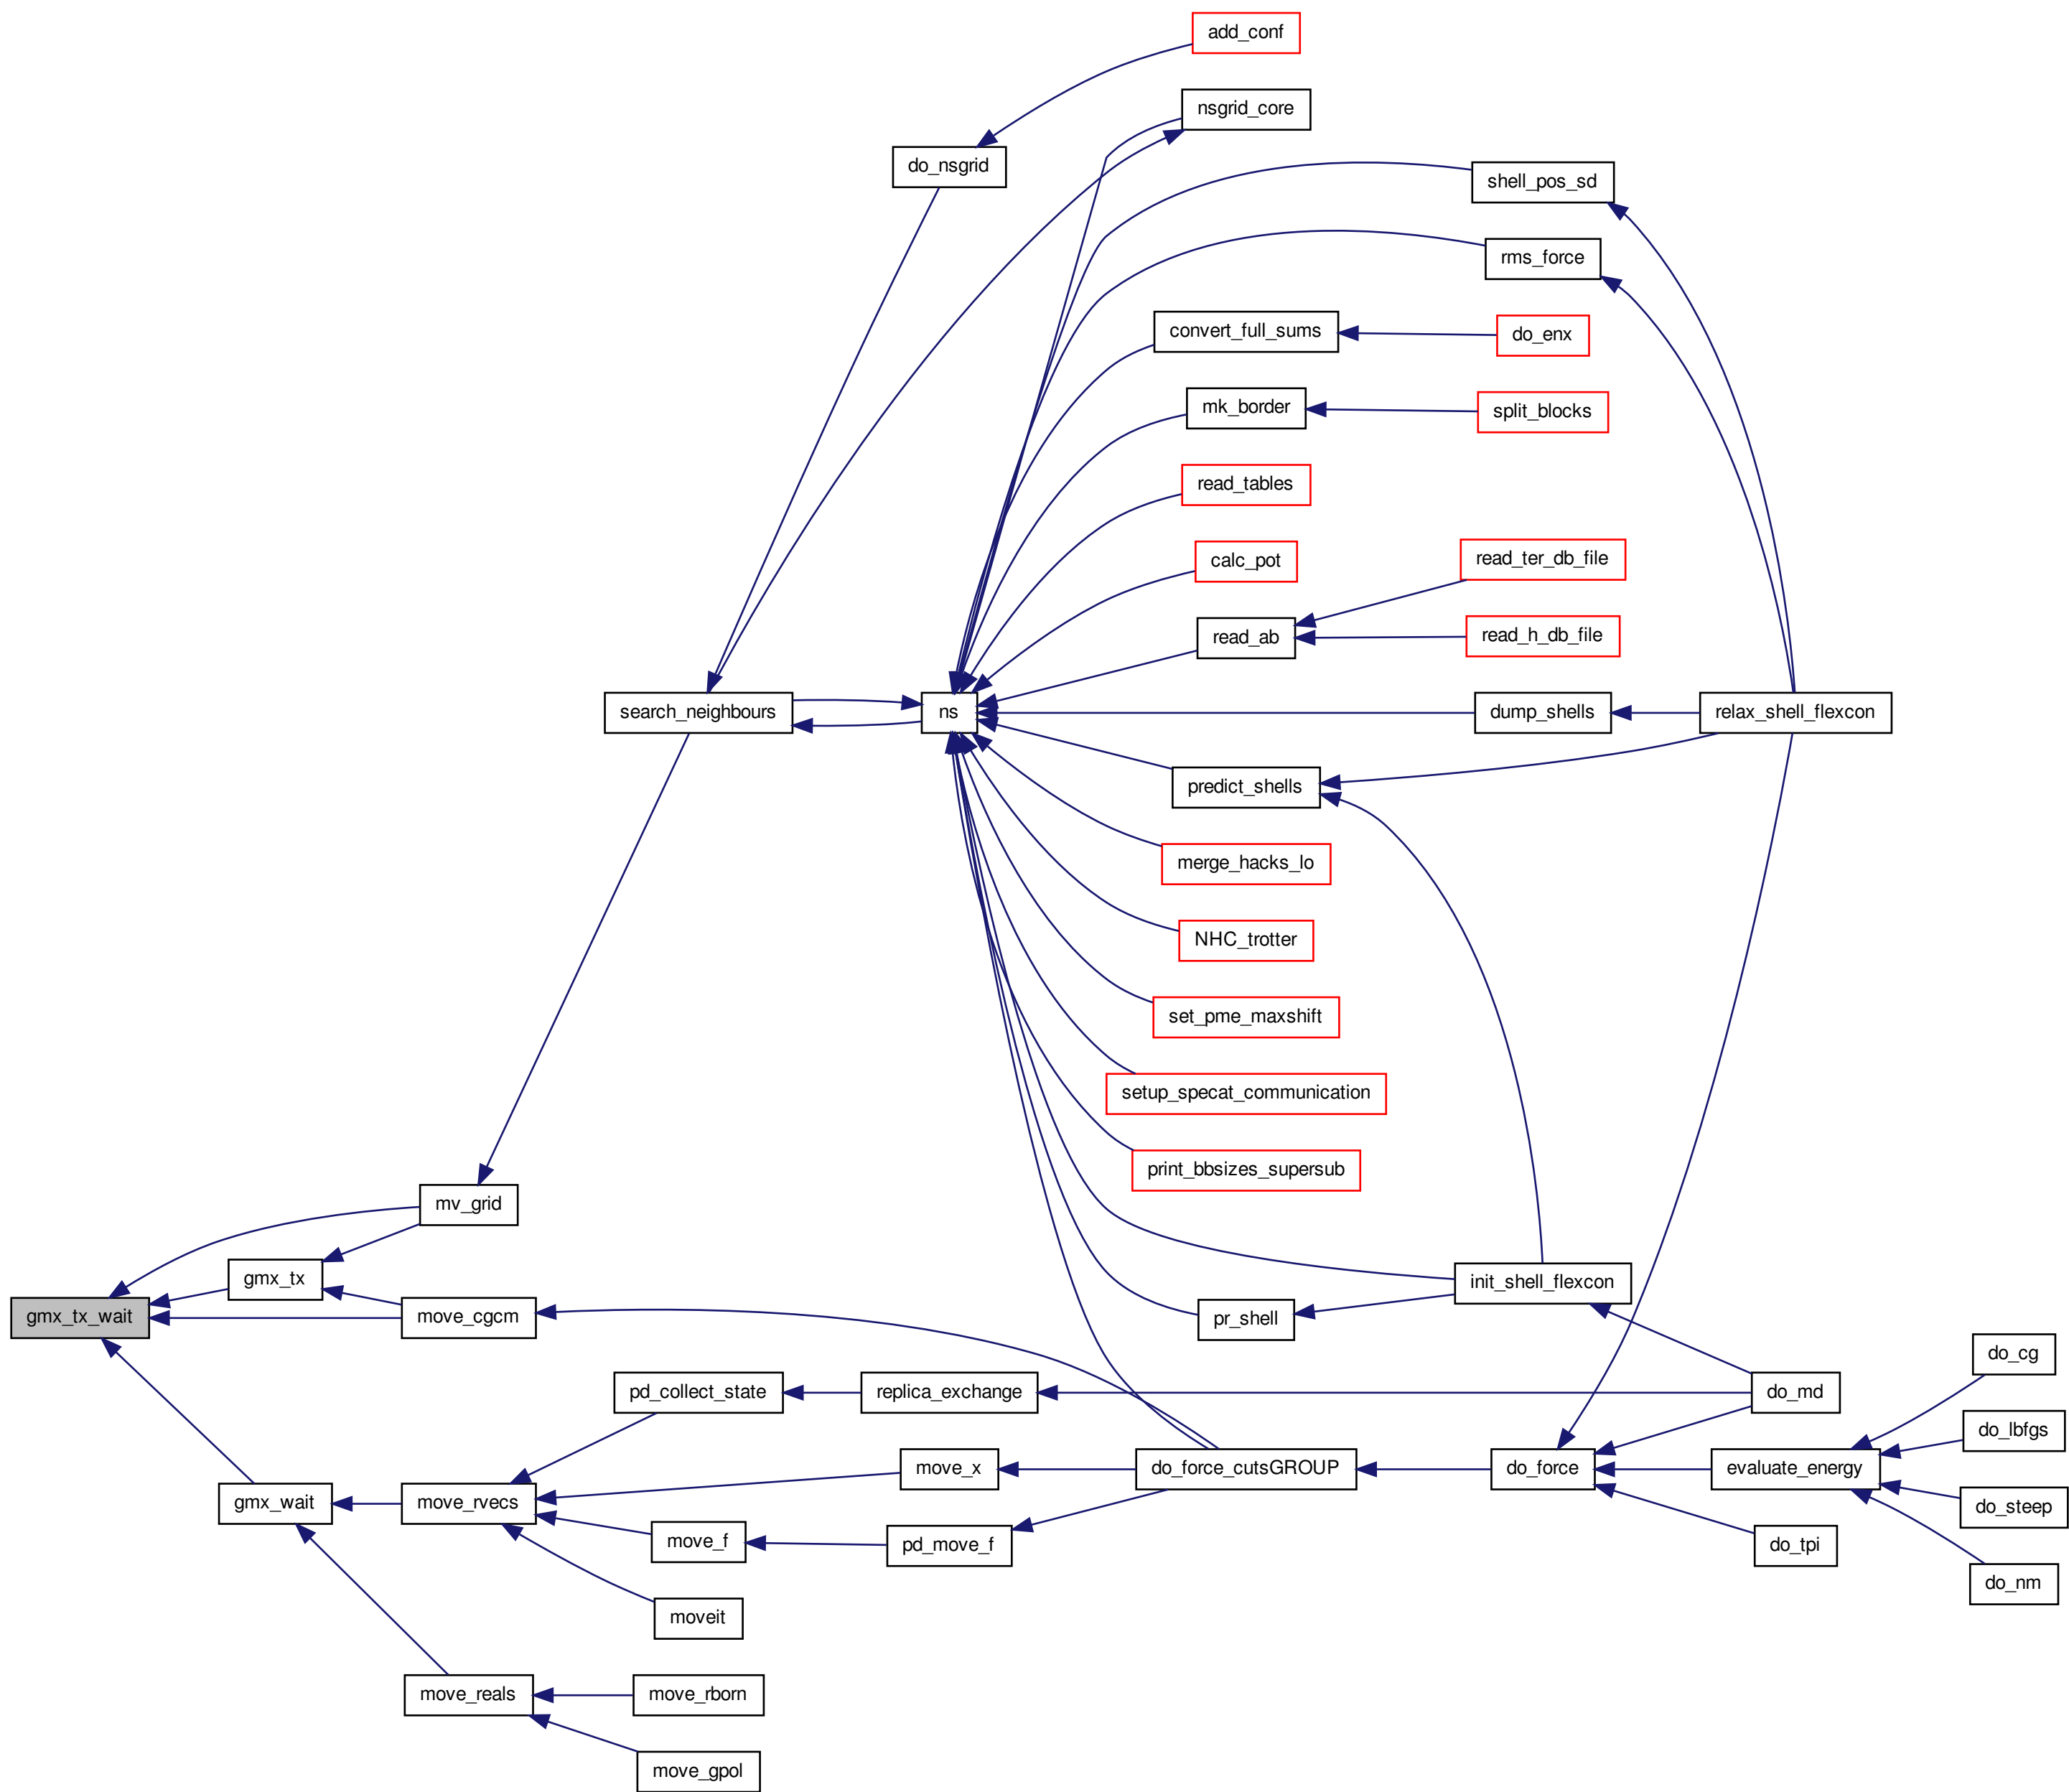 add_conf
nsgrid_core
do_nsgrid
shell_pos_sd
rms_force
convert_full_sums
do_enx
mk_border
split_blocks
read_tables
calc_pot
read_ter_db_file
read_ab
read_h_db_file
search_neighbours
ns
dump_shells
relax_shell_flexcon
predict_shells
merge_hacks_lo
NHC_trotter
set_pme_maxshift
setup_specat_communication
print_bbsizes_supersub
mv_grid
gmx_tx
init_shell_flexcon
gmx_tx_wait
move_cgcm
pr_shell
do_cg
pd_collect_state
replica_exchange
do_md
do_lbfgs
move_x
do_force_cutsGROUP
do_force
evaluate_energy
gmx_wait
move_rvecs
do_steep
move_f
pd_move_f
do_tpi
do_nm
moveit
move_reals
move_rborn
move_gpol